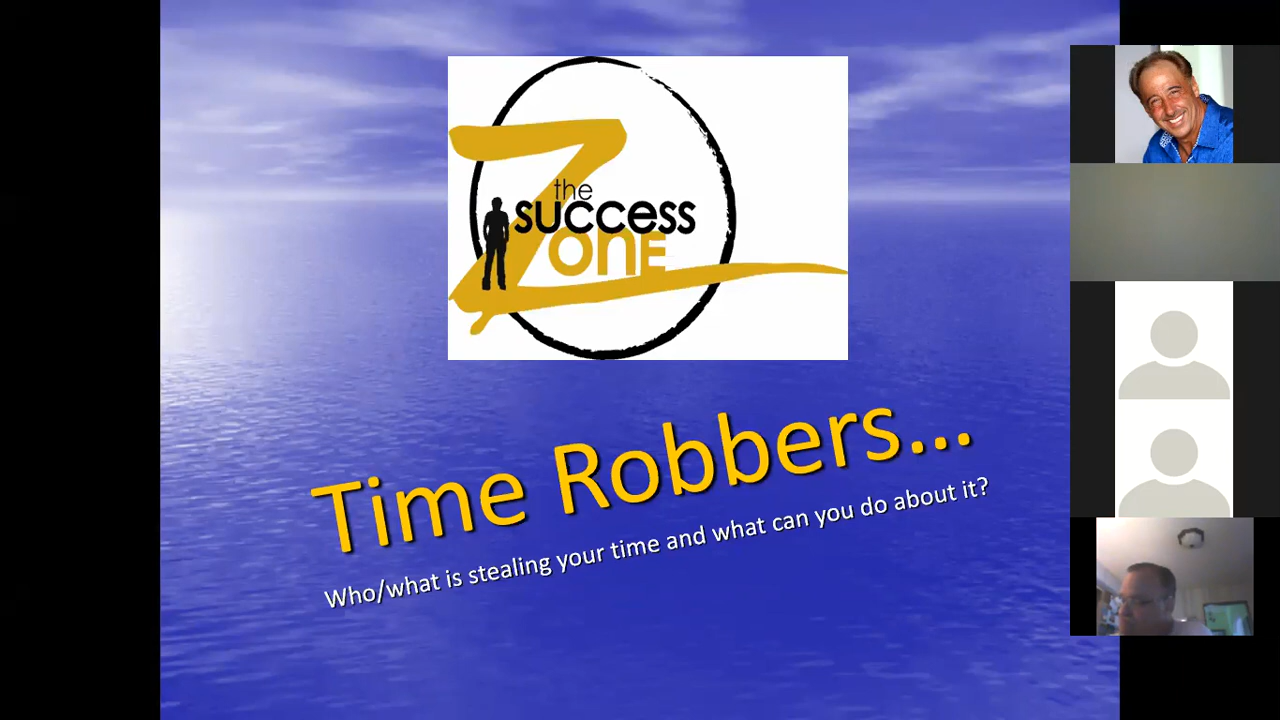 the
success
ZONE
Time Robbers...
Who/what is stealing your time and what can you do about it?